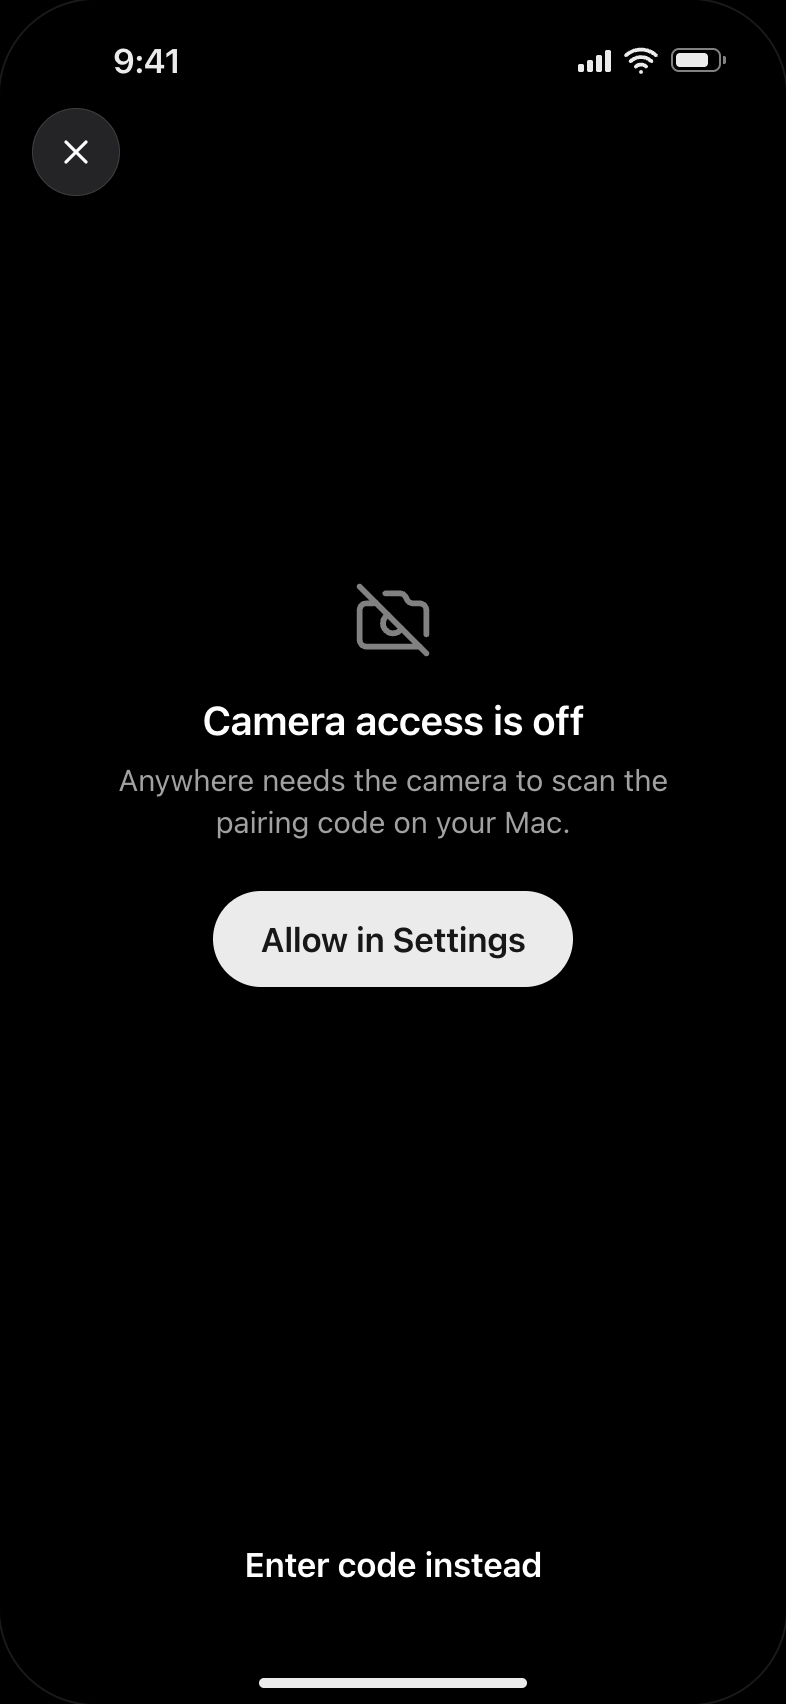 9:41
Camera access is off
Anywhere needs the camera to scan the
pairing code on your Mac.
Allow in Settings
Enter code instead